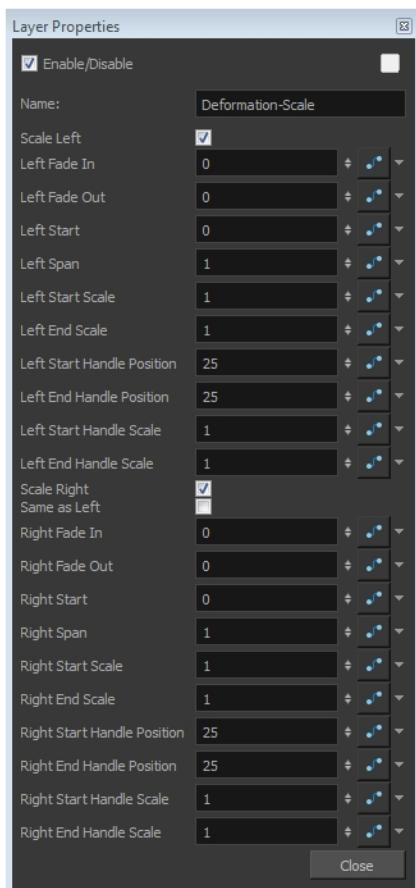 Layer Properties
Enable/Disable
Name: Deformation-Scale
Scale Left
Left Fade In 0
Left Fade Out 0
Left Start 0
Left Span 1
Left Start Scale 1
Left End Scale 1
Left Start Handle Position 25
Left End Handle Position 25
Left Start Handle Scale 1
Left End Handle Scale 1
Scale Right
Same as Left
Right Fade In 0
Right Fade Out 0
Right Start 0
Right Span 1
Right Start Scale 1
Right End Scale 1
Right Start Handle Position 25
Right End Handle Position 25
Right Start Handle Scale 1
Right End Handle Scale 1
Close